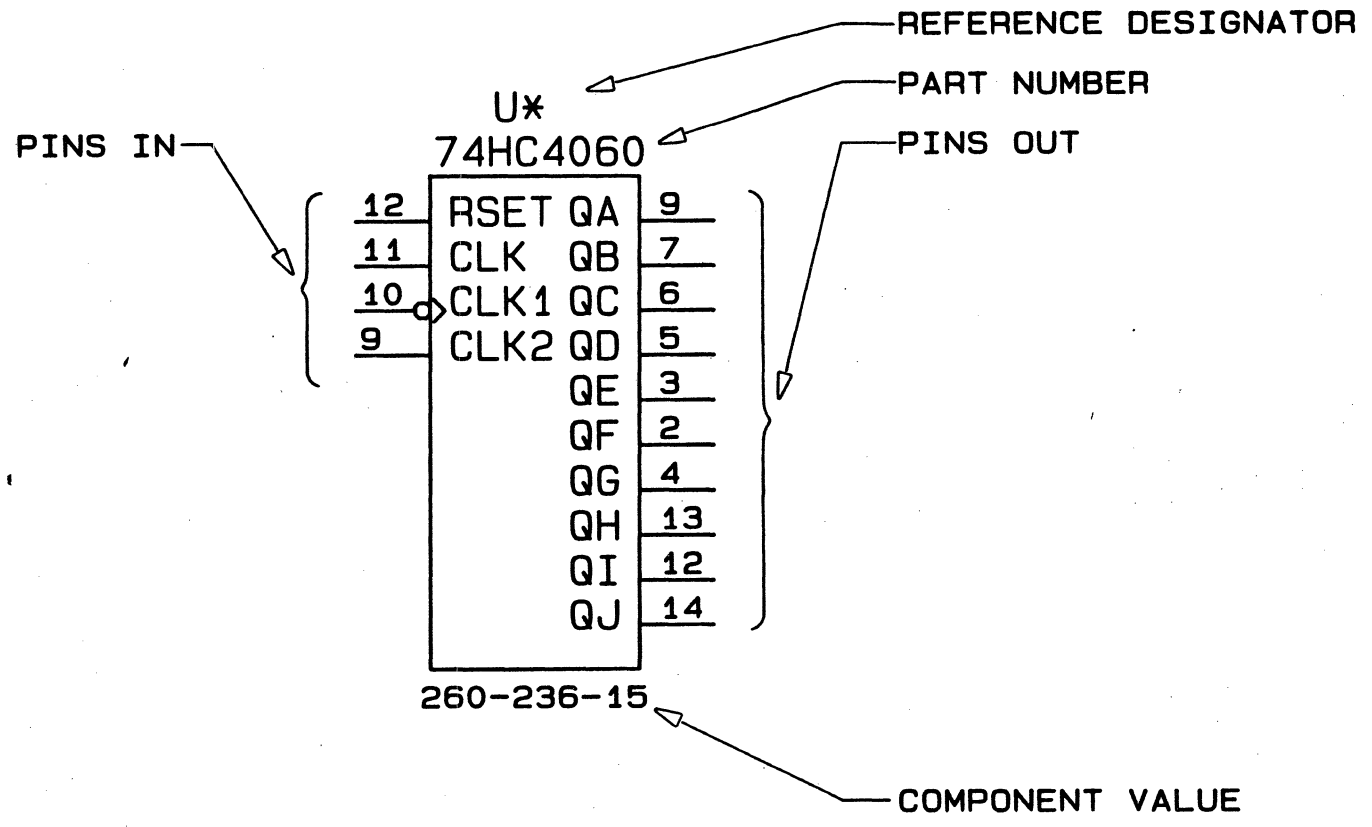 REFERENCE DESIGNATOR
PART NUMBER
U*
PINS IN
74HC4060
PINS OUT
12 RSET QA 9
11 CLK QB 7
10 CLK1 QC 6
9 CLK2 QD 5
QE 3
QF 2
QG 4
QH 13
QI 12
QJ 14
260-236-15
COMPONENT VALUE